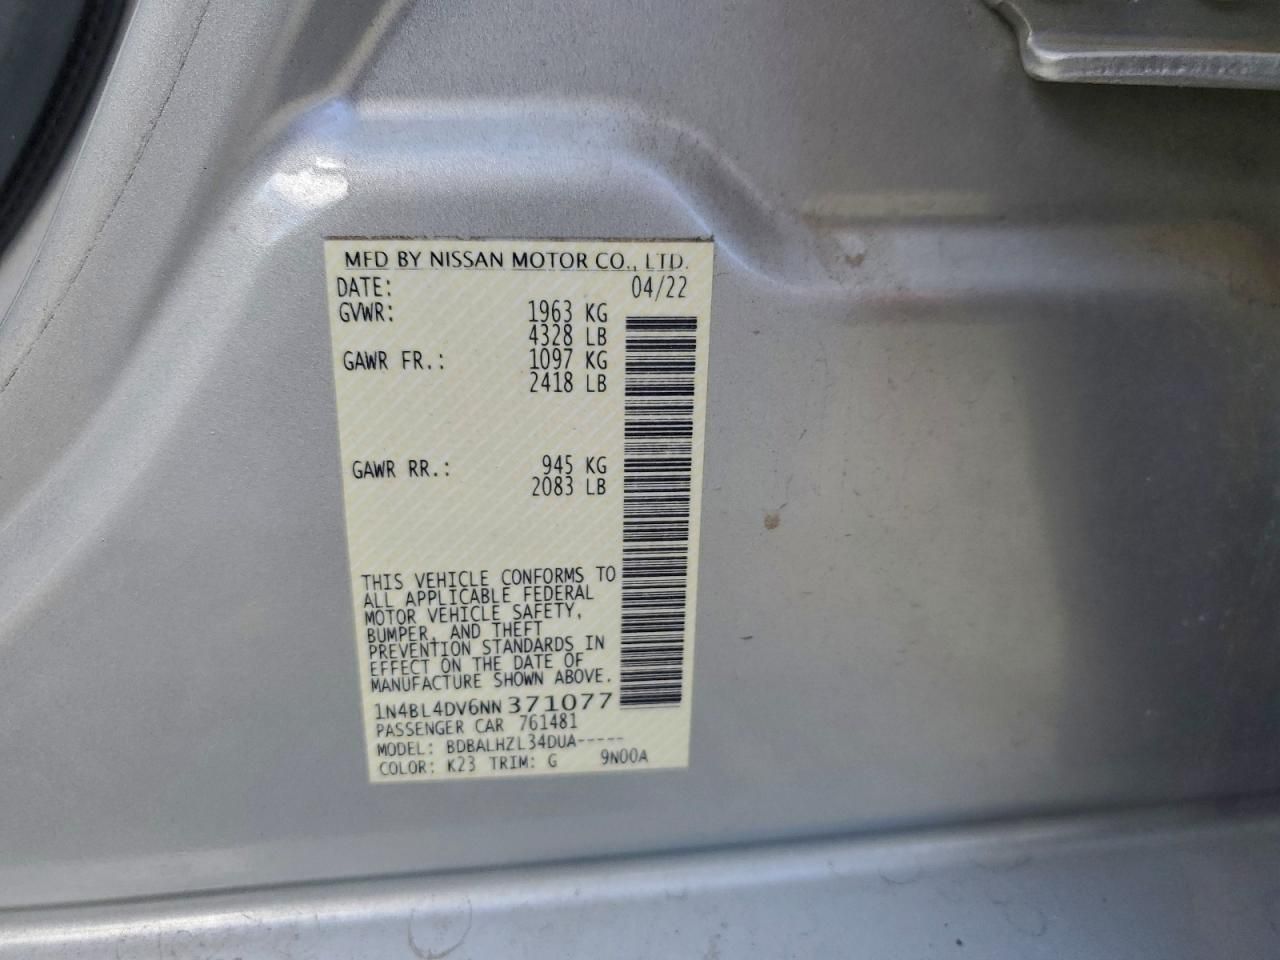 MFD BY NISSAN MOTOR CO., LTD.
DATE: 04/22
GVWR: 1963 KG
4328 LB
GAWR FR.: 1097 KG
2418 LB
GAWR RR.: 945 KG
2083 LB
THIS VEHICLE CONFORMS TO
ALL APPLICABLE FEDERAL
MOTOR VEHICLE SAFETY,
BUMPER, AND THEFT
PREVENTION STANDARDS IN
EFFECT ON THE DATE OF
MANUFACTURE SHOWN ABOVE.
1N4BL4DV6NN371077
PASSENGER CAR 761481
MODEL: BDBALHZL34DUA-----
COLOR: K23 TRIM: G 9N00A